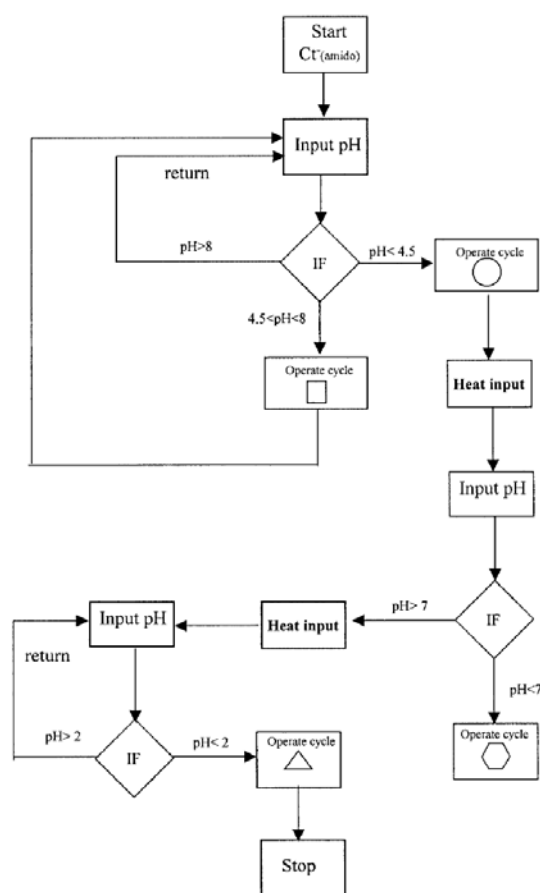 Start
Ct⁻(amido)
Input pH
return
pH>8
IF
pH< 4.5
Operate cycle
4.5<pH<8
Operate cycle
Heat input
Input pH
Input pH
Heat input
pH> 7
IF
return
pH<7
pH> 2
IF
pH< 2
Operate cycle
Operate cycle
Stop